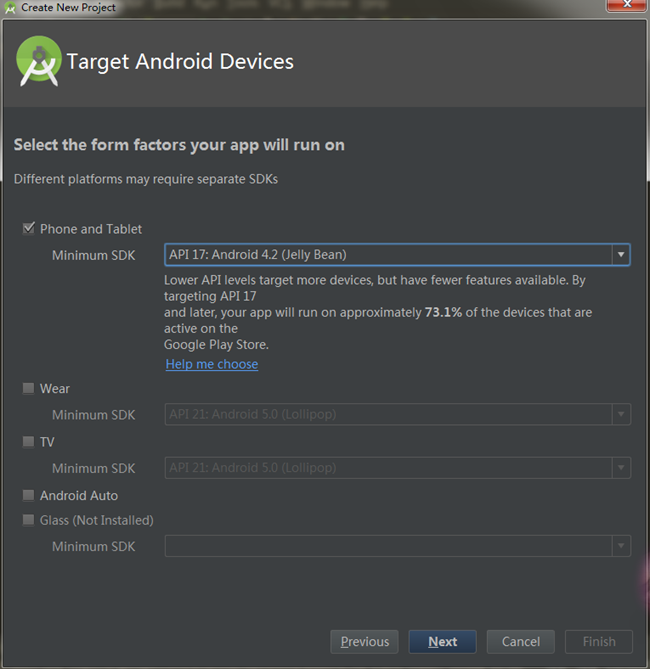 Create New Project
Target Android Devices
Select the form factors your app will run on
Different platforms may require separate SDKs
Phone and Tablet
Minimum SDK
API 17: Android 4.2 (Jelly Bean)
Lower API levels target more devices, but have fewer features available. By
targeting API 17
and later, your app will run on approximately 73.1% of the devices that are
active on the
Google Play Store.
Help me choose
Wear
Minimum SDK
API 21: Android 5.0 (Lollipop)
TV
Minimum SDK
API 21: Android 5.0 (Lollipop)
Android Auto
Glass (Not Installed)
Minimum SDK
Previous
Next
Cancel
Finish